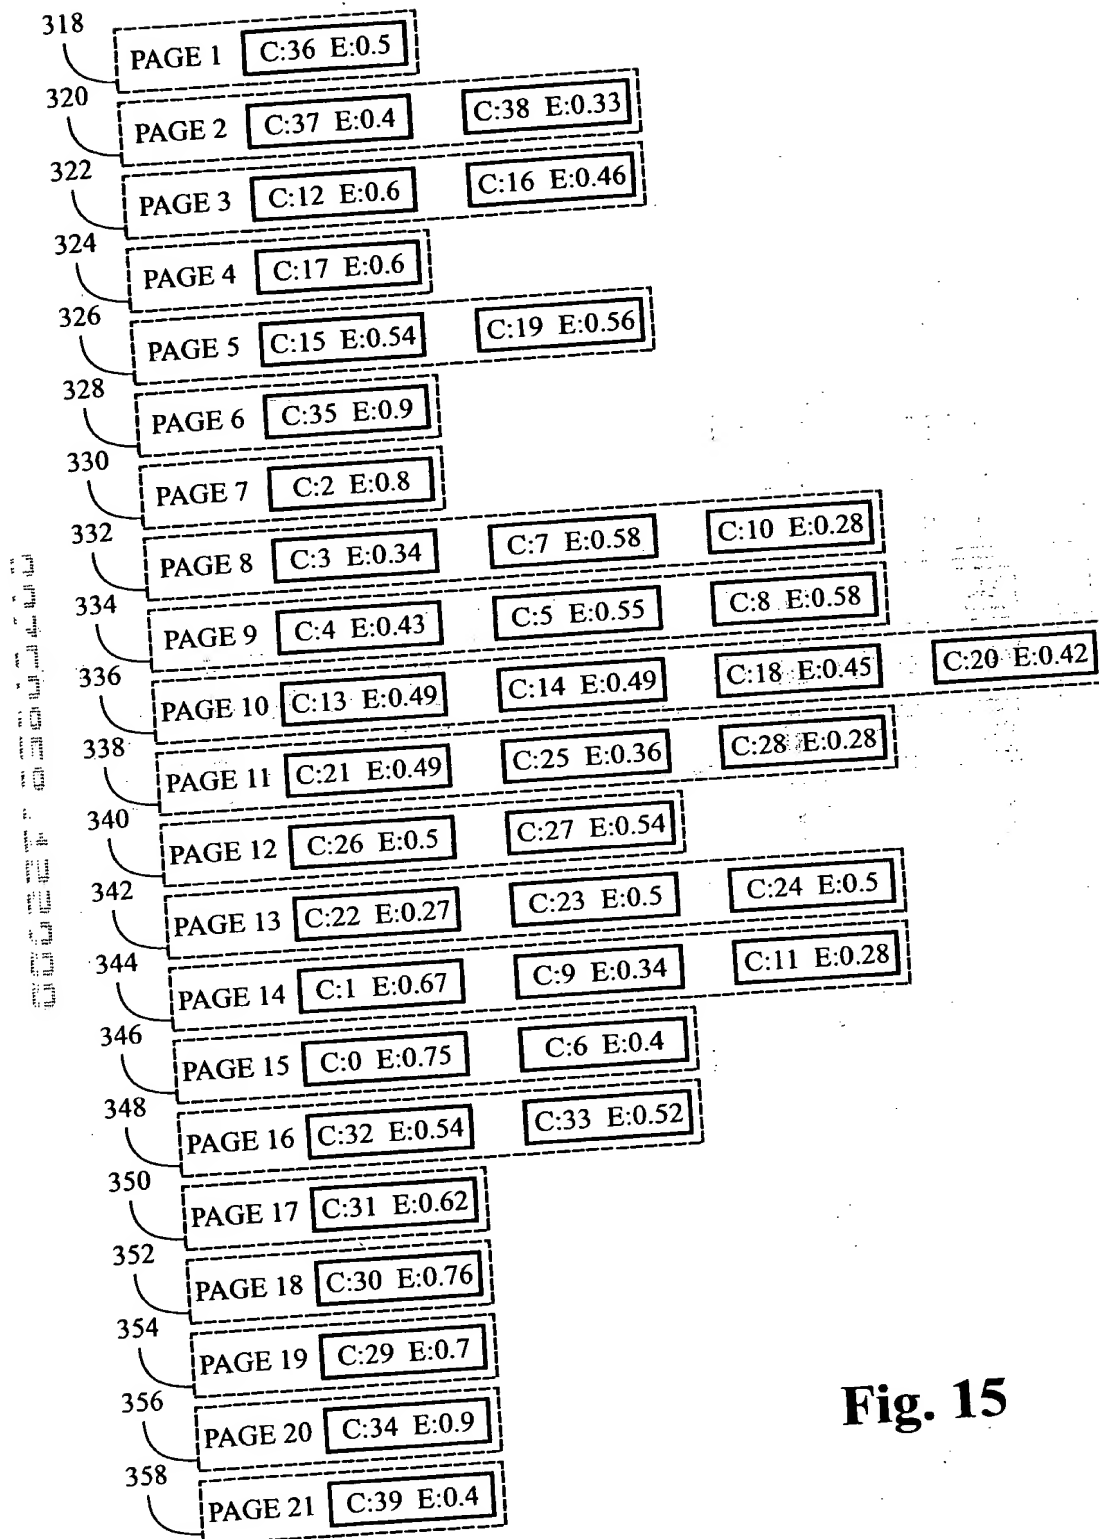 318 PAGE 1 C:36 E:0.5
320 PAGE 2 C:37 E:0.4 C:38 E:0.33
322 PAGE 3 C:12 E:0.6 C:16 E:0.46
324 PAGE 4 C:17 E:0.6
326 PAGE 5 C:15 E:0.54 C:19 E:0.56
328 PAGE 6 C:35 E:0.9
330 PAGE 7 C:2 E:0.8
332 PAGE 8 C:3 E:0.34 C:7 E:0.58 C:10 E:0.28
334 PAGE 9 C:4 E:0.43 C:5 E:0.55 C:8 E:0.58
336 PAGE 10 C:13 E:0.49 C:14 E:0.49 C:18 E:0.45 C:20 E:0.42
338 PAGE 11 C:21 E:0.49 C:25 E:0.36 C:28 E:0.28
340 PAGE 12 C:26 E:0.5 C:27 E:0.54
342 PAGE 13 C:22 E:0.27 C:23 E:0.5 C:24 E:0.5
344 PAGE 14 C:1 E:0.67 C:9 E:0.34 C:11 E:0.28
346 PAGE 15 C:0 E:0.75 C:6 E:0.4
348 PAGE 16 C:32 E:0.54 C:33 E:0.52
350 PAGE 17 C:31 E:0.62
352 PAGE 18 C:30 E:0.76
354 PAGE 19 C:29 E:0.7
356 PAGE 20 C:34 E:0.9
358 PAGE 21 C:39 E:0.4
Fig. 15